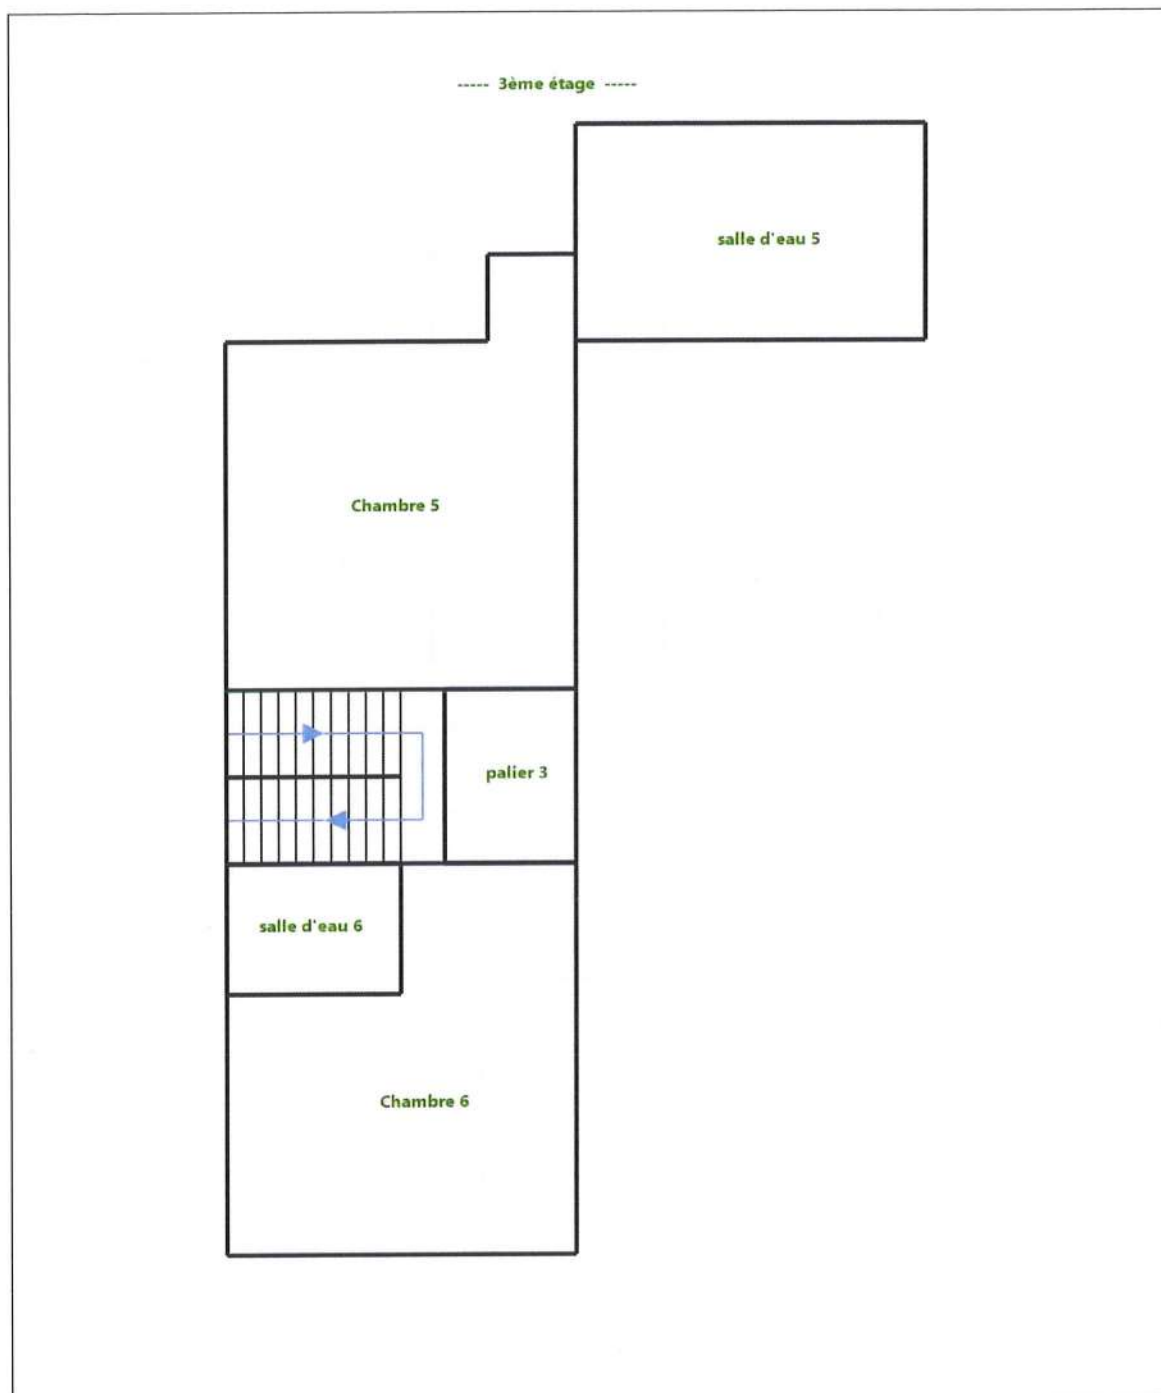 ----- 3ème étage -----
salle d'eau 5
Chambre 5
palier 3
salle d'eau 6
Chambre 6